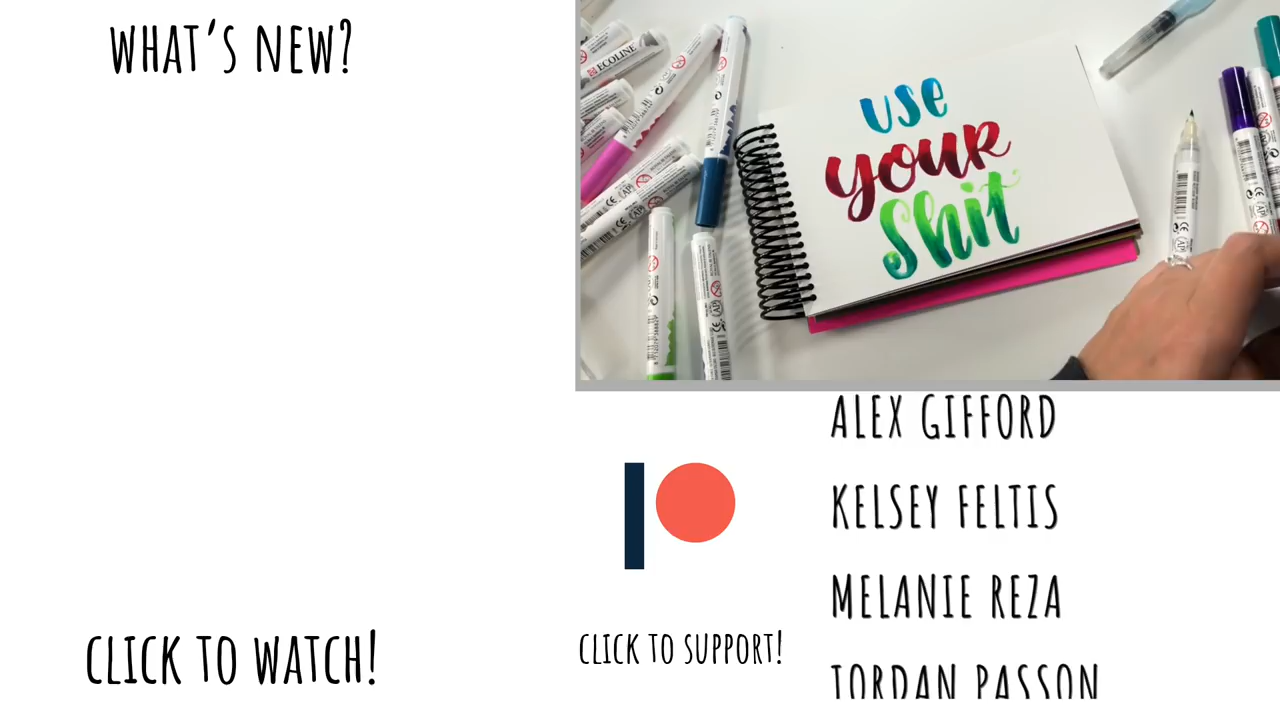 WHAT'S NEW?
ECOLINE
use
your
shit
ALEX GIFFORD
KELSEY FELTIS
MELANIE REZA
JORDAN PASSON
CLICK TO WATCH!
CLICK TO SUPPORT!